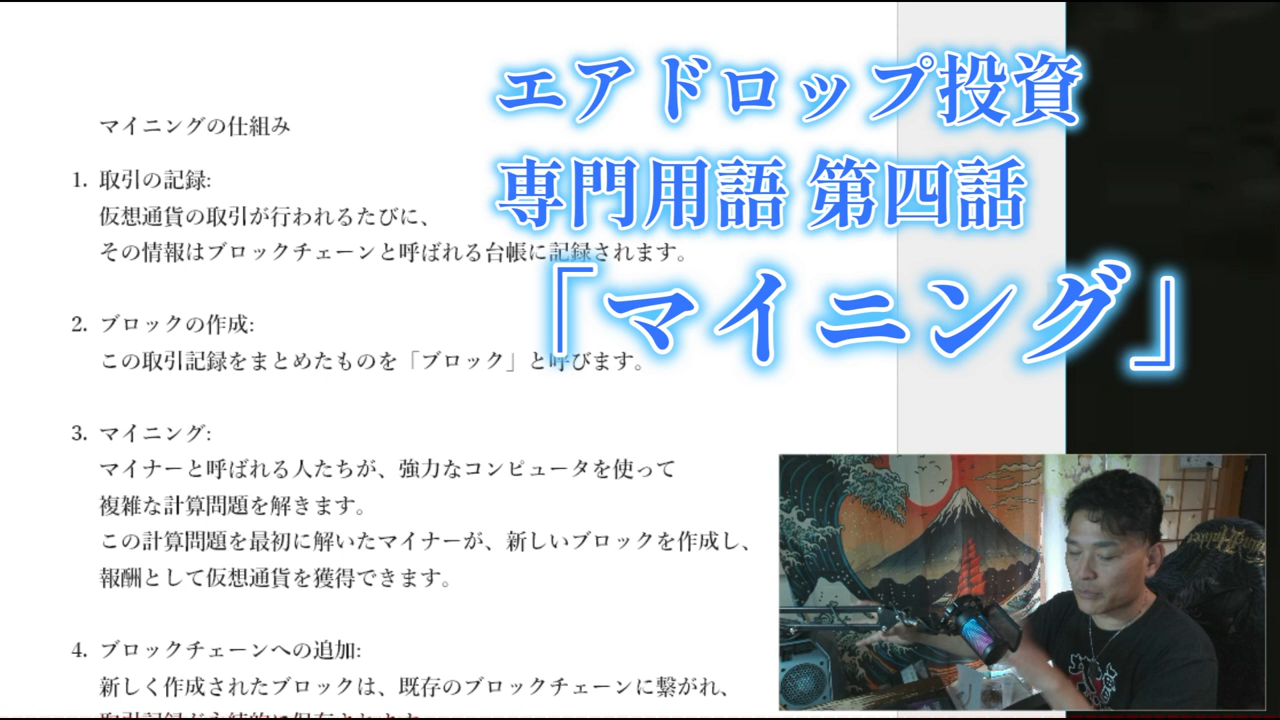 エアドロップ投資
専門用語 第四話
「マイニング」
マイニングの仕組み
1. 取引の記録:
仮想通貨の取引が行われるたびに、
その情報はブロックチェーンと呼ばれる台帳に記録されます。
2. ブロックの作成:
この取引記録をまとめたものを「ブロック」と呼びます。
3. マイニング:
マイナーと呼ばれる人たちが、強力なコンピュータを使って
複雑な計算問題を解きます。
この計算問題を最初に解いたマイナーが、新しいブロックを作成し、
報酬として仮想通貨を獲得できます。
4. ブロックチェーンへの追加:
新しく作成されたブロックは、既存のブロックチェーンに繋がれ、